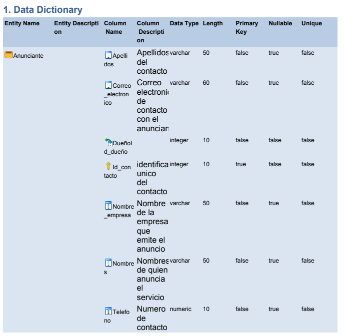 1. Data Dictionary
Entity Name Entity Descripti Column Column Data Type Length Primary Nullable Unique
on Name Descripti Key
on
Anunciante Apelli Apellidos varchar 50 false true false
dos del
contacto
Correo Correo varchar 60 false true false
_electron electroni
ico de
contacto
con el
anunciar
DueñoI integer 10 false false false
d_dueño
Id_con identifica integer 10 true false false
tacto unico
del
contacto
Nombre Nombre varchar 50 false true false
_empresa de la
empresa
que
emite el
anuncio
Nombre Nombres varchar 50 false true false
s de quien
anuncia
el
servicio
Telefo Numero numeric 10 false true false
no de
contacto